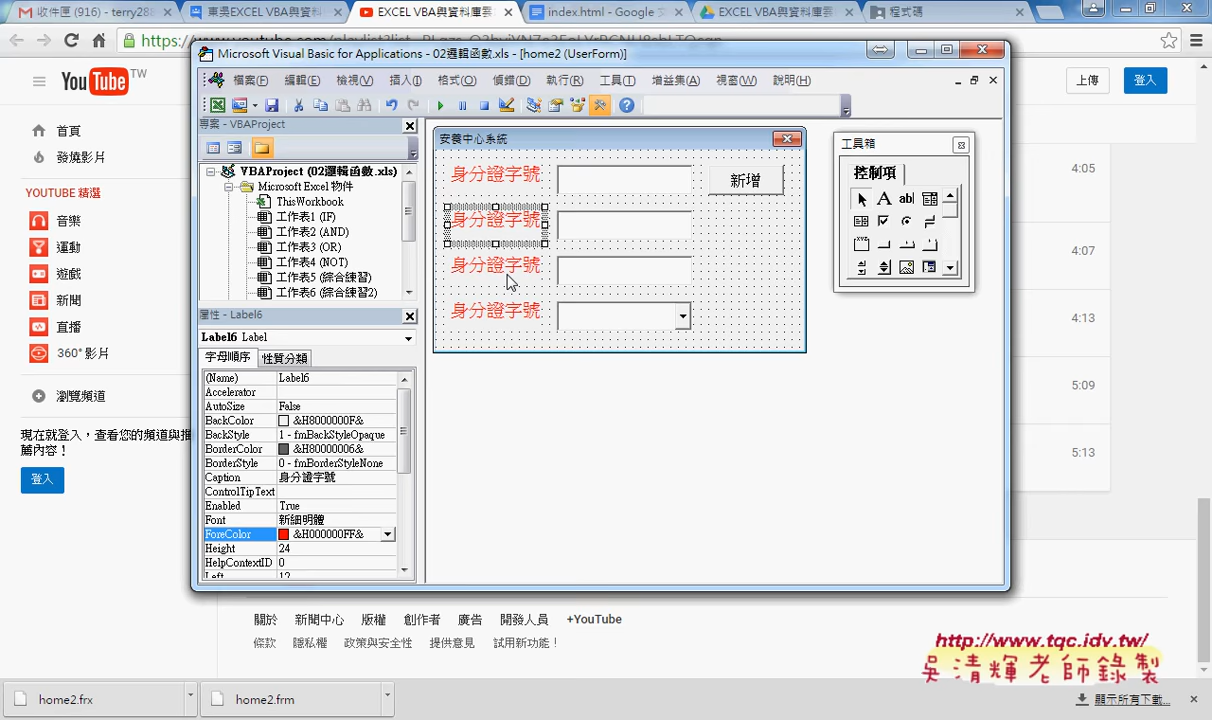 收件匣 (916) - terry288
東吳EXCEL VBA與資料庫
EXCEL VBA與資料庫雲
index.html - Google 文
EXCEL VBA與資料庫雲
程式碼
YouTube TW
上傳
登入
首頁
發燒影片
YOUTUBE 精選
音樂
運動
遊戲
新聞
直播
360° 影片
瀏覽頻道
現在就登入，查看您的頻道與推
薦內容！
登入
4:05
4:07
4:13
5:09
5:13
Microsoft Visual Basic for Applications - 02邏輯函數.xls - [home2 (UserForm)]
檔案(F) 編輯(E) 檢視(V) 插入(I) 格式(O) 偵錯(D) 執行(R) 工具(T) 增益集(A) 視窗(W) 說明(H)
專案 - VBAProject
VBAProject (02邏輯函數.xls)
Microsoft Excel 物件
ThisWorkbook
工作表1 (IF)
工作表2 (AND)
工作表3 (OR)
工作表4 (NOT)
工作表5 (綜合練習)
工作表6 (綜合練習2)
屬性 - Label6
Label6 Label
字母順序 性質分類
(Name) Label6
Accelerator
AutoSize False
BackColor &H8000000F&
BackStyle 1 - fmBackStyleOpaque
BorderColor &H80000006&
BorderStyle 0 - fmBorderStyleNone
Caption 身分證字號
ControlTipText
Enabled True
Font 新細明體
ForeColor &H000000FF&
Height 24
HelpContextID 0
Left 12
安養中心系統
身分證字號
新增
身分證字號
身分證字號
身分證字號
工具箱
控制項
關於 新聞中心 版權 創作者 廣告 開發人員 +YouTube
條款 隱私權 政策與安全性 提供意見 試用新功能！
http://www.tqc.idv.tw/
吳清輝老師錄製
home2.frx
home2.frm
顯示所有下載...